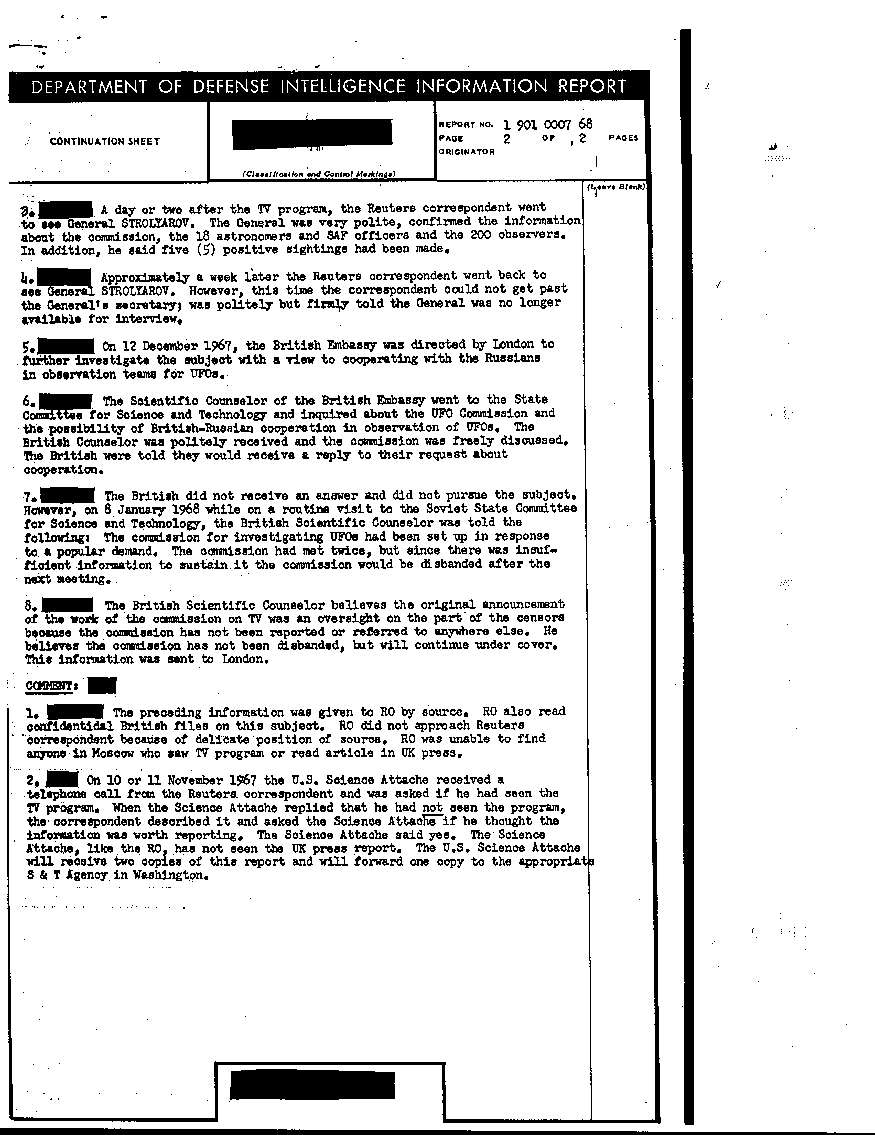 DEPARTMENT OF DEFENSE INTELLIGENCE INFORMATION REPORT
CONTINUATION SHEET
(Classification and Control Markings)
REPORT NO. 1 901 0007 68
PAGE 2 OF 2 PAGES
ORIGINATOR
(Leave Blank)
3. A day or two after the TV program, the Reuters correspondent went
to see General STROLYAROV. The General was very polite, confirmed the information
about the commission, the 18 astronomers and SAF officers and the 200 observers.
In addition, he said five (5) positive sightings had been made.
4. Approximately a week later the Reuters correspondent went back to
see General STROLYAROV. However, this time the correspondent could not get past
the General's secretary; was politely but firmly told the General was no longer
available for interview.
5. On 12 December 1967, the British Embassy was directed by London to
further investigate the subject with a view to cooperating with the Russians
in observation teams for UFOs.
6. The Scientific Counselor of the British Embassy went to the State
Committee for Science and Technology and inquired about the UFO Commission and
the possibility of British-Russian cooperation in observation of UFOs. The
British Counselor was politely received and the commission was freely discussed.
The British were told they would receive a reply to their request about
cooperation.
7. The British did not receive an answer and did not pursue the subject.
However, on 8 January 1968 while on a routine visit to the Soviet State Committee
for Science and Technology, the British Scientific Counselor was told the
following: The commission for investigating UFOs had been set up in response
to a popular demand. The commission had met twice, but since there was insuf-
ficient information to sustain it the commission would be disbanded after the
next meeting.
8. The British Scientific Counselor believes the original announcement
of the work of the commission on TV was an oversight on the part of the censors
because the commission has not been reported or referred to anywhere else. He
believes the commission has not been disbanded, but will continue under cover.
This information was sent to London.
COMMENT:
1. The preceding information was given to RO by source. RO also read
confidentidal British files on this subject. RO did not approach Reuters
correspondent because of delicate position of source. RO was unable to find
anyone in Moscow who saw TV program or read article in UK press.
2. On 10 or 11 November 1967 the U.S. Science Attache received a
telephone call from the Reuters correspondent and was asked if he had seen the
TV program. When the Science Attache replied that he had not seen the program,
the correspondent described it and asked the Science Attache if he thought the
information was worth reporting. The Science Attache said yes. The Science
Attache, like the RO, has not seen the UK press report. The U.S. Science Attache
will receive two copies of this report and will forward one copy to the appropriate
S & T Agency in Washington.